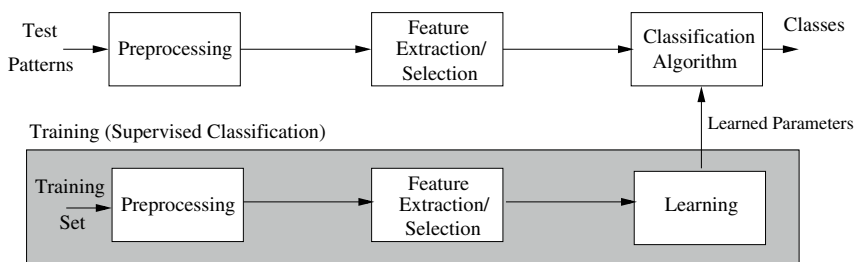 Test
Patterns
Preprocessing
Feature
Extraction/
Selection
Classification
Algorithm
Classes
Learned Parameters
Training (Supervised Classification)
Training
Set
Preprocessing
Feature
Extraction/
Selection
Learning